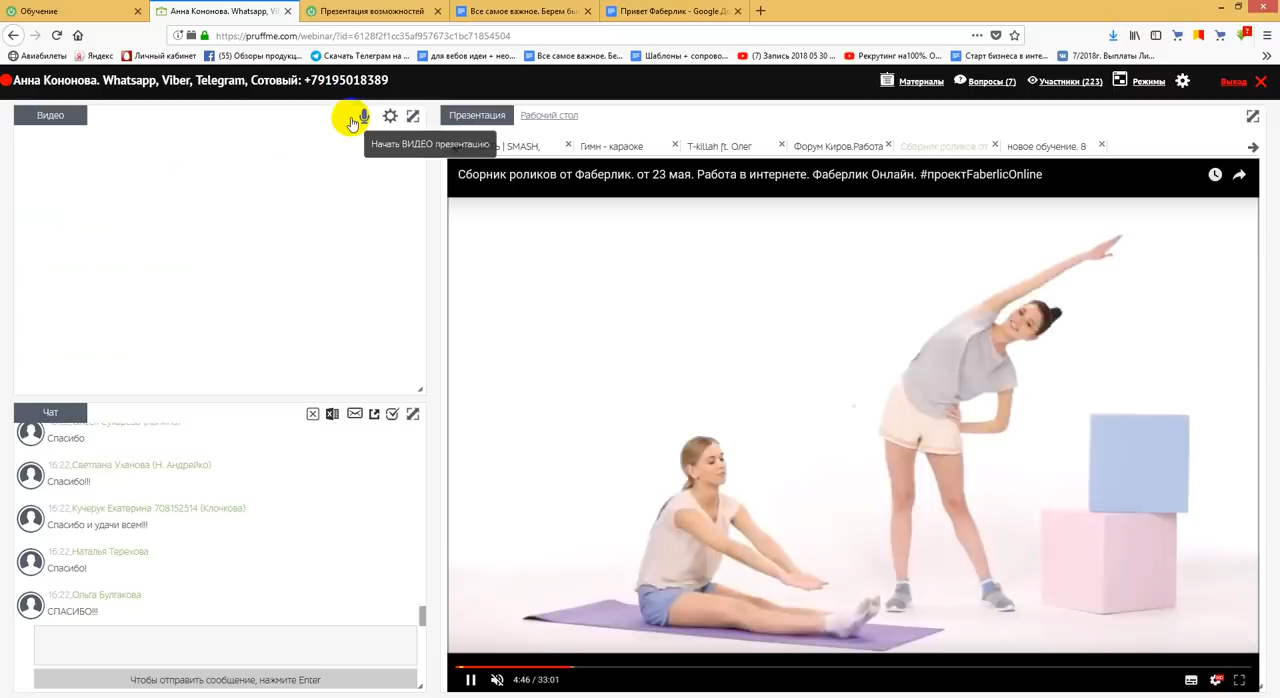 Обучение
Анна Кононова. Whatsapp, Vi
Презентация возможностей
Все самое важное. Берем бы
Привет Фаберлик - Google Д
https://pruffme.com/webinar/?id=6128f2f1cc35af957673c1bc71854504
Авиабилеты
Яндекс
Личный кабинет
(55) Обзоры продукц...
Скачать Телеграм на ...
для вебов идеи + нео...
Все самое важное. Бе...
Шаблоны + сопрово...
(7) Запись 2018 05 30 ...
Рекрутинг на100%. О...
Старт бизнеса в инте...
7 Обучение. Выплаты Ли...
Анна Кононова. Whatsapp, Viber, Telegram, Сотовый: +79195018389
Материалы
Вопросы (7)
Участники (223)
Режимы
Выход
Видео
Начать ВИДЕО презентацию
Презентация
Рабочий стол
| SMASH,
Гимн - караоке
T-killah ft. Олег
Форум Киров.Работа
Сборник роликов от
новое обучение. 8
Сборник роликов от Фаберлик. от 23 мая. Работа в интернете. Фаберлик Онлайн. #проектFaberlicOnline
4:46 / 33:01
Чат
Спасибо
16:22,Светлана Уханова (Н. Андрейко)
Спасибо!!!
16:22,Кучерук Екатерина 708152514 (Клочкова)
Спасибо и удачи всем!!!
16:22,Наталья Терехова
Спасибо!
16:22,Ольга Булгакова
СПАСИБО!!!
Чтобы отправить сообщение, нажмите Enter